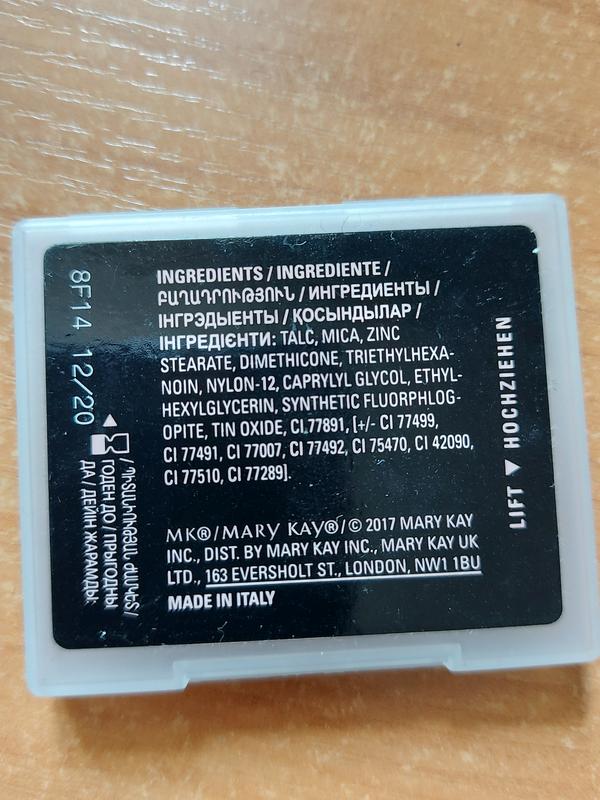 INGREDIENTS / INGREDIENTE /
ԲԱՂԱԴՐՈՒԹՅՈՒՆ / ИНГРЕДИЕНТЫ /
ІНГРЭДЫЕНТЫ / ҚОСЫНДЫЛАР /
ІНГРЕДІЄНТИ: TALC, MICA, ZINC
STEARATE, DIMETHICONE, TRIETHYLHEXA-
NOIN, NYLON-12, CAPRYLYL GLYCOL, ETHYL-
HEXYLGLYCERIN, SYNTHETIC FLUORPHLOG-
OPITE, TIN OXIDE, CI 77891, [+/- CI 77499,
CI 77491, CI 77007, CI 77492, CI 75470, CI 42090,
CI 77510, CI 77289].
MK®/MARY KAY®/© 2017 MARY KAY
INC., DIST. BY MARY KAY INC., MARY KAY UK
LTD., 163 EVERSHOLT ST., LONDON, NW1 1BU
MADE IN ITALY
8F14 12/20
/ ՊԻՏԱՆԻՈՒԹՅԱՆ ԺԱՄԿԵՏ /
ГОДЕН ДО / ПРЫГОДНЫ
ДА / ДЕЙІН ЖАРАМДЫ:
LIFT ▼ HOCHZIEHEN